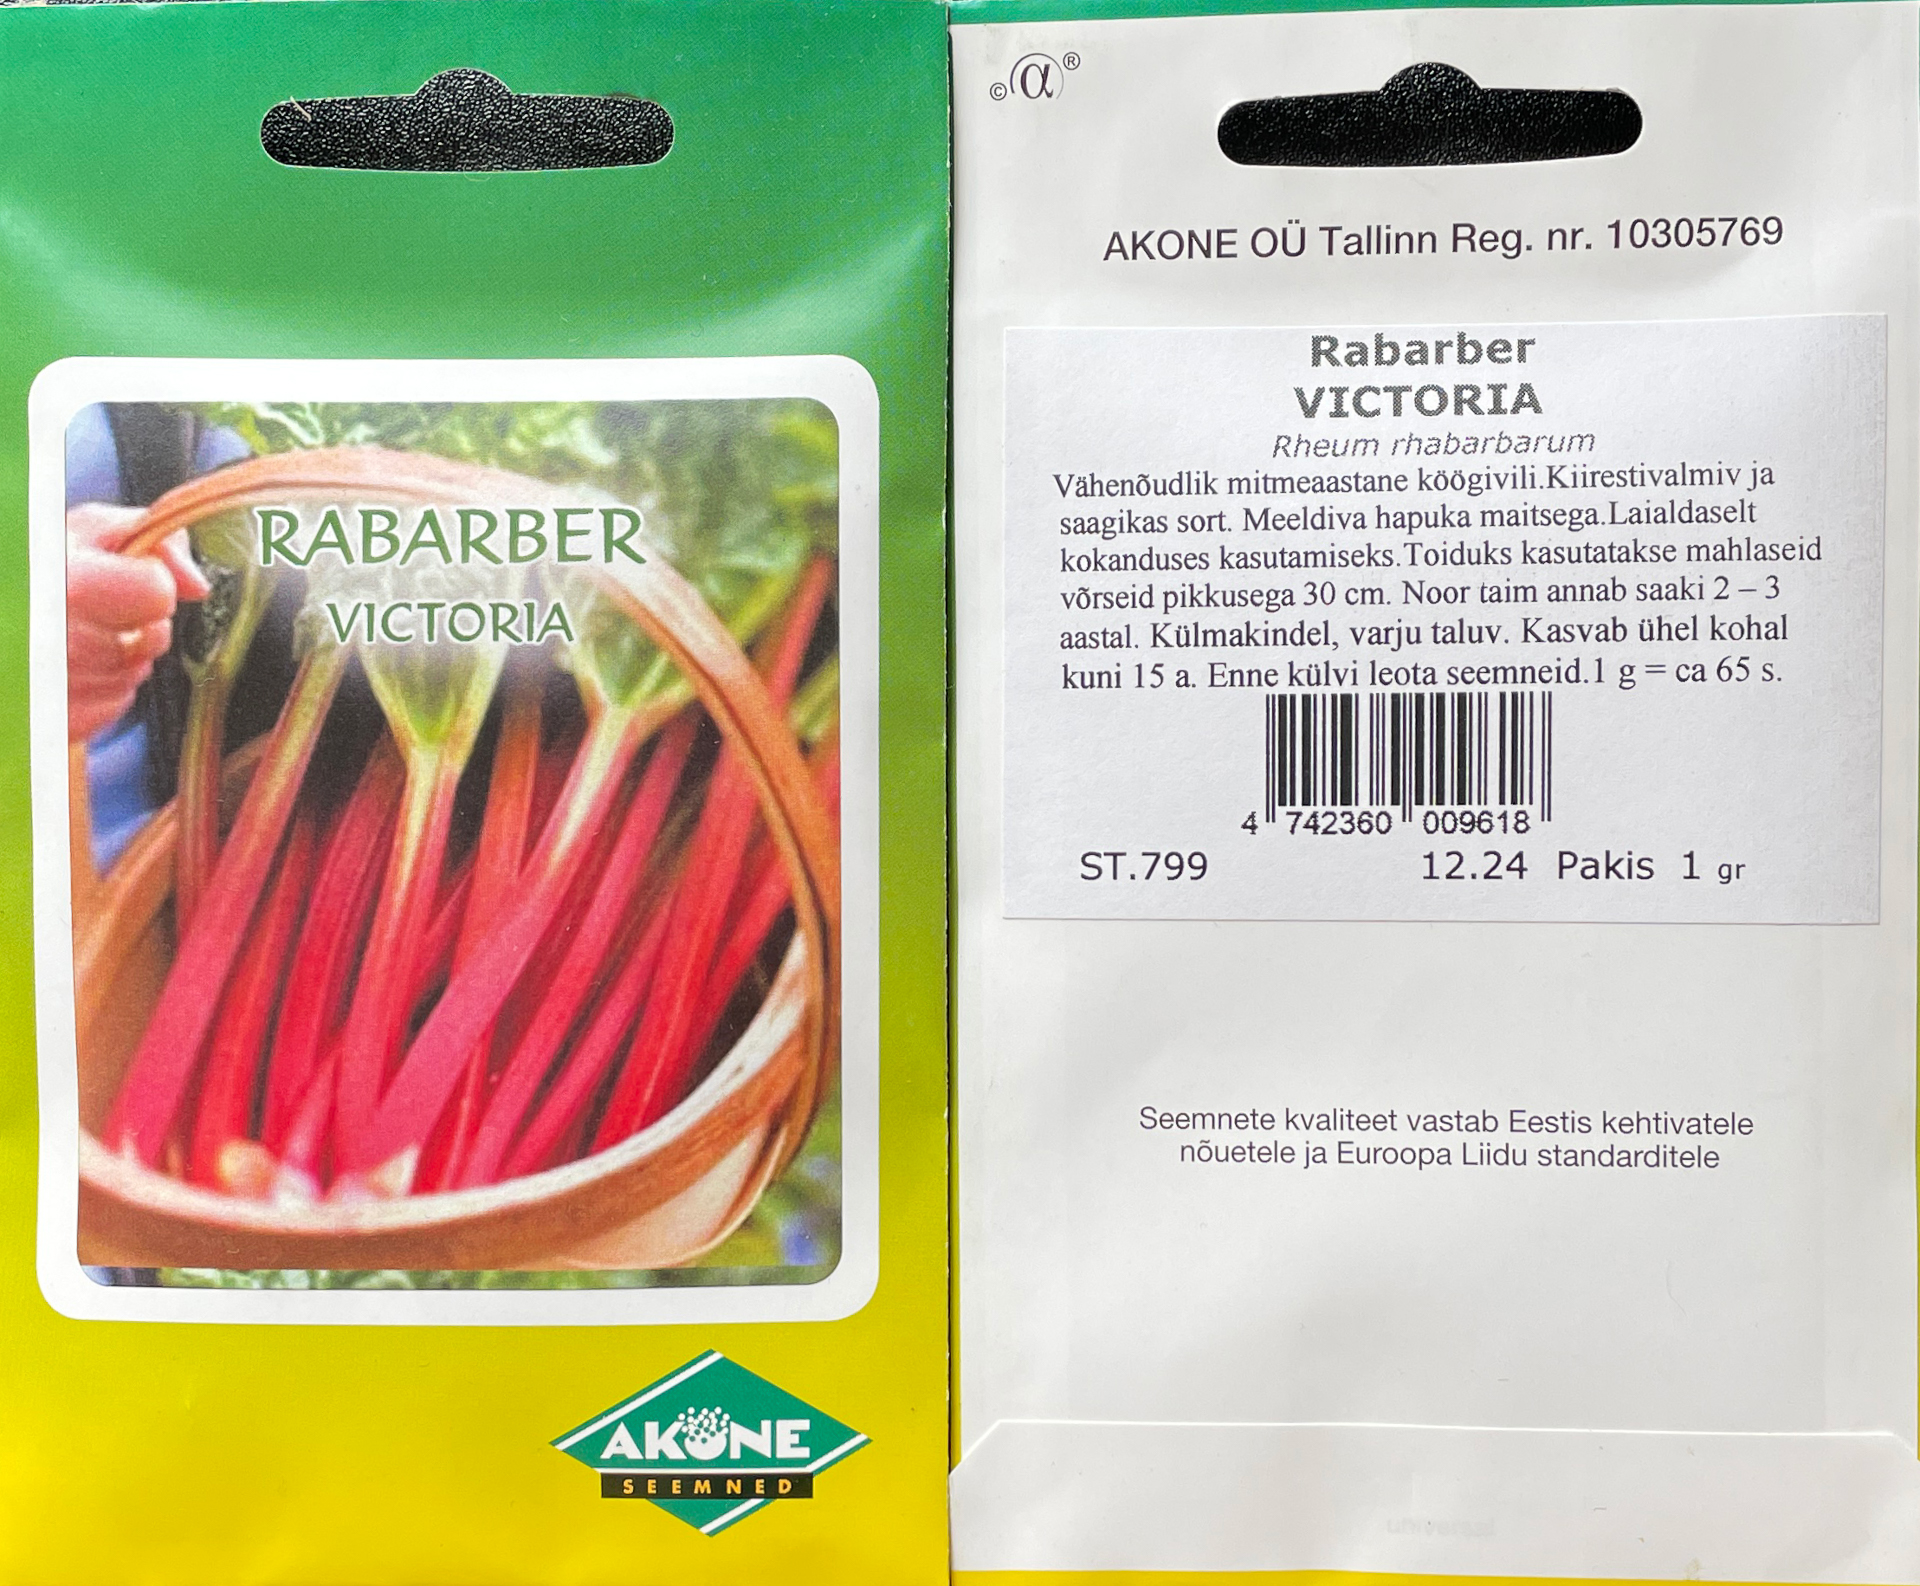 RABARBER
VICTORIA
AKONE
SEEMNED
©α®
AKONE OÜ Tallinn Reg. nr. 10305769
Rabarber
VICTORIA
Rheum rhabarbarum
Vähenõudlik mitmeaastane köögivili.Kiirestivalmiv ja
saagikas sort. Meeldiva hapuka maitsega.Laialdaselt
kokanduses kasutamiseks.Toiduks kasutatakse mahlaseid
võrseid pikkusega 30 cm. Noor taim annab saaki 2 – 3
aastal. Külmakindel, varju taluv. Kasvab ühel kohal
kuni 15 a. Enne külvi leota seemneid.1 g = ca 65 s.
4 742360 009618
ST.799 12.24 Pakis 1 gr
Seemnete kvaliteet vastab Eestis kehtivatele
nõuetele ja Euroopa Liidu standarditele
universal